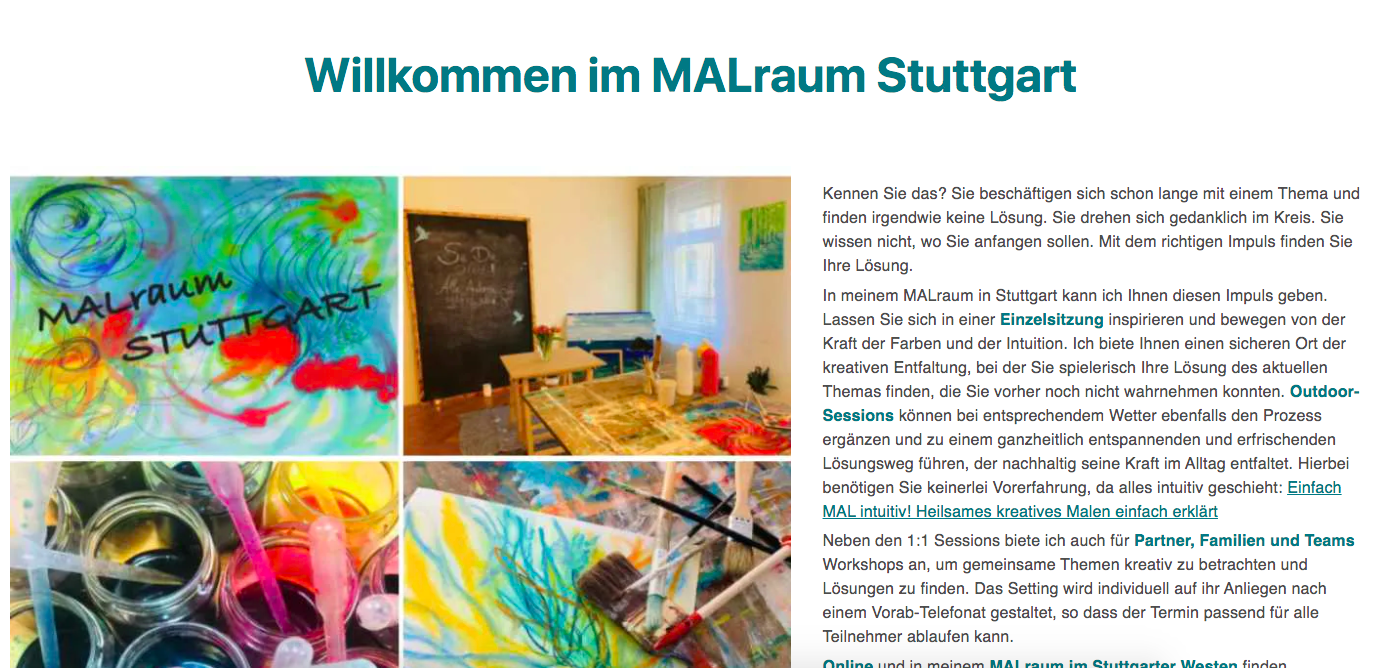 Willkommen im MALraum Stuttgart
MALraum
STUTTGART
Kennen Sie das? Sie beschäftigen sich schon lange mit einem Thema und
finden irgendwie keine Lösung. Sie drehen sich gedanklich im Kreis. Sie
wissen nicht, wo Sie anfangen sollen. Mit dem richtigen Impuls finden Sie
Ihre Lösung.
In meinem MALraum in Stuttgart kann ich Ihnen diesen Impuls geben.
Lassen Sie sich in einer Einzelsitzung inspirieren und bewegen von der
Kraft der Farben und der Intuition. Ich biete Ihnen einen sicheren Ort der
kreativen Entfaltung, bei der Sie spielerisch Ihre Lösung des aktuellen
Themas finden, die Sie vorher noch nicht wahrnehmen konnten. Outdoor-
Sessions können bei entsprechendem Wetter ebenfalls den Prozess
ergänzen und zu einem ganzheitlich entspannenden und erfrischenden
Lösungsweg führen, der nachhaltig seine Kraft im Alltag entfaltet. Hierbei
benötigen Sie keinerlei Vorerfahrung, da alles intuitiv geschieht: Einfach
MAL intuitiv! Heilsames kreatives Malen einfach erklärt
Neben den 1:1 Sessions biete ich auch für Partner, Familien und Teams
Workshops an, um gemeinsame Themen kreativ zu betrachten und
Lösungen zu finden. Das Setting wird individuell auf ihr Anliegen nach
einem Vorab-Telefonat gestaltet, so dass der Termin passend für alle
Teilnehmer ablaufen kann.
Online und in meinem MALraum im Stuttgarter Westen finden